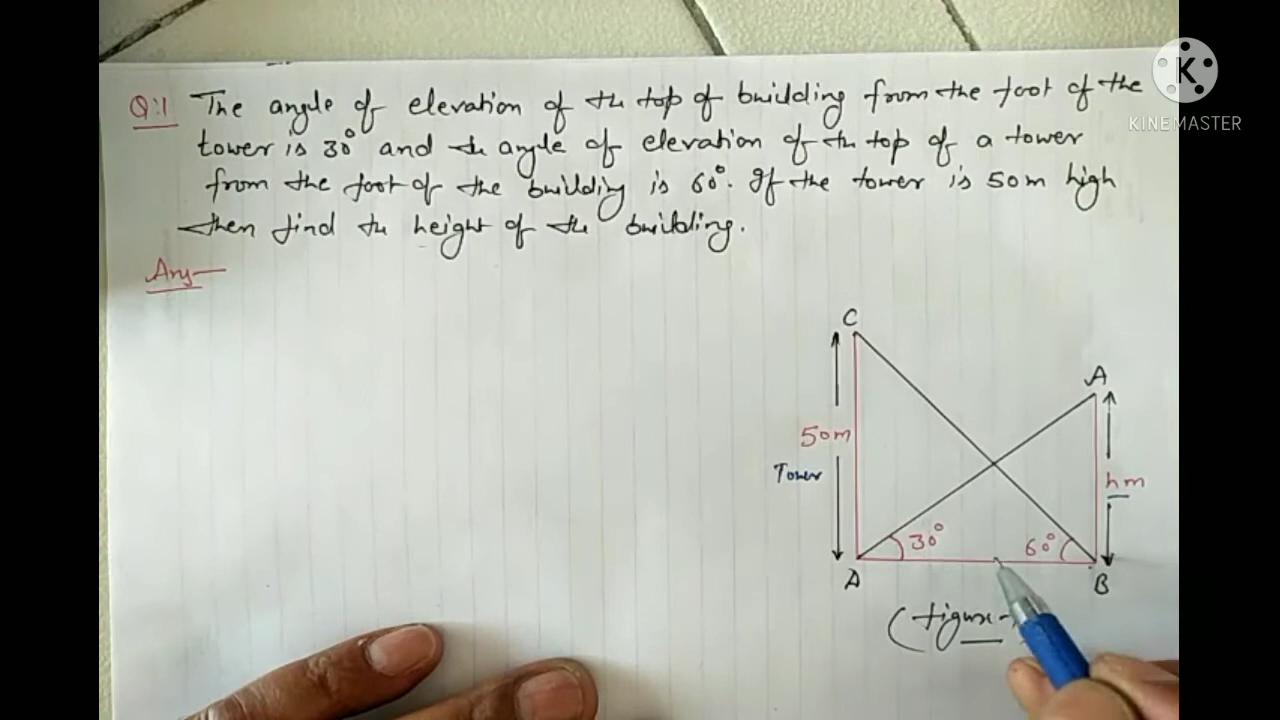 Q:1 The angle of elevation of the top of building from the foot of the
tower is 30° and the angle of elevation of the top of a tower
from the foot of the building is 60°. If the tower is 50m high
then find the height of the building.
Ans
C
A
50m
Tower
hm
30°
60°
D
B
(figure-
K
KINEMASTER